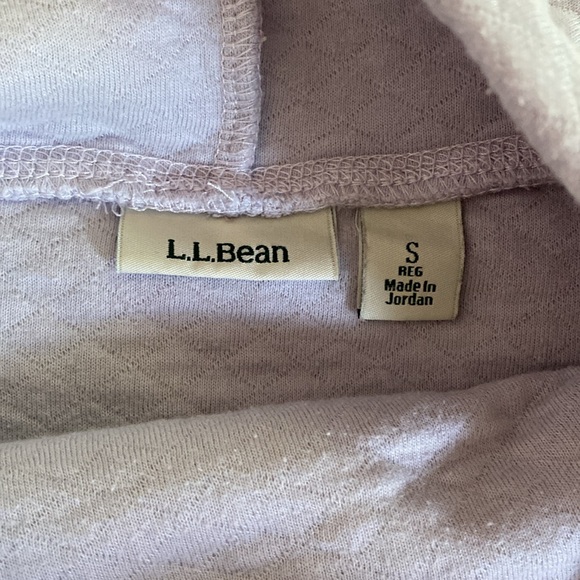 L.L.Bean
S
REG
Made In
Jordan